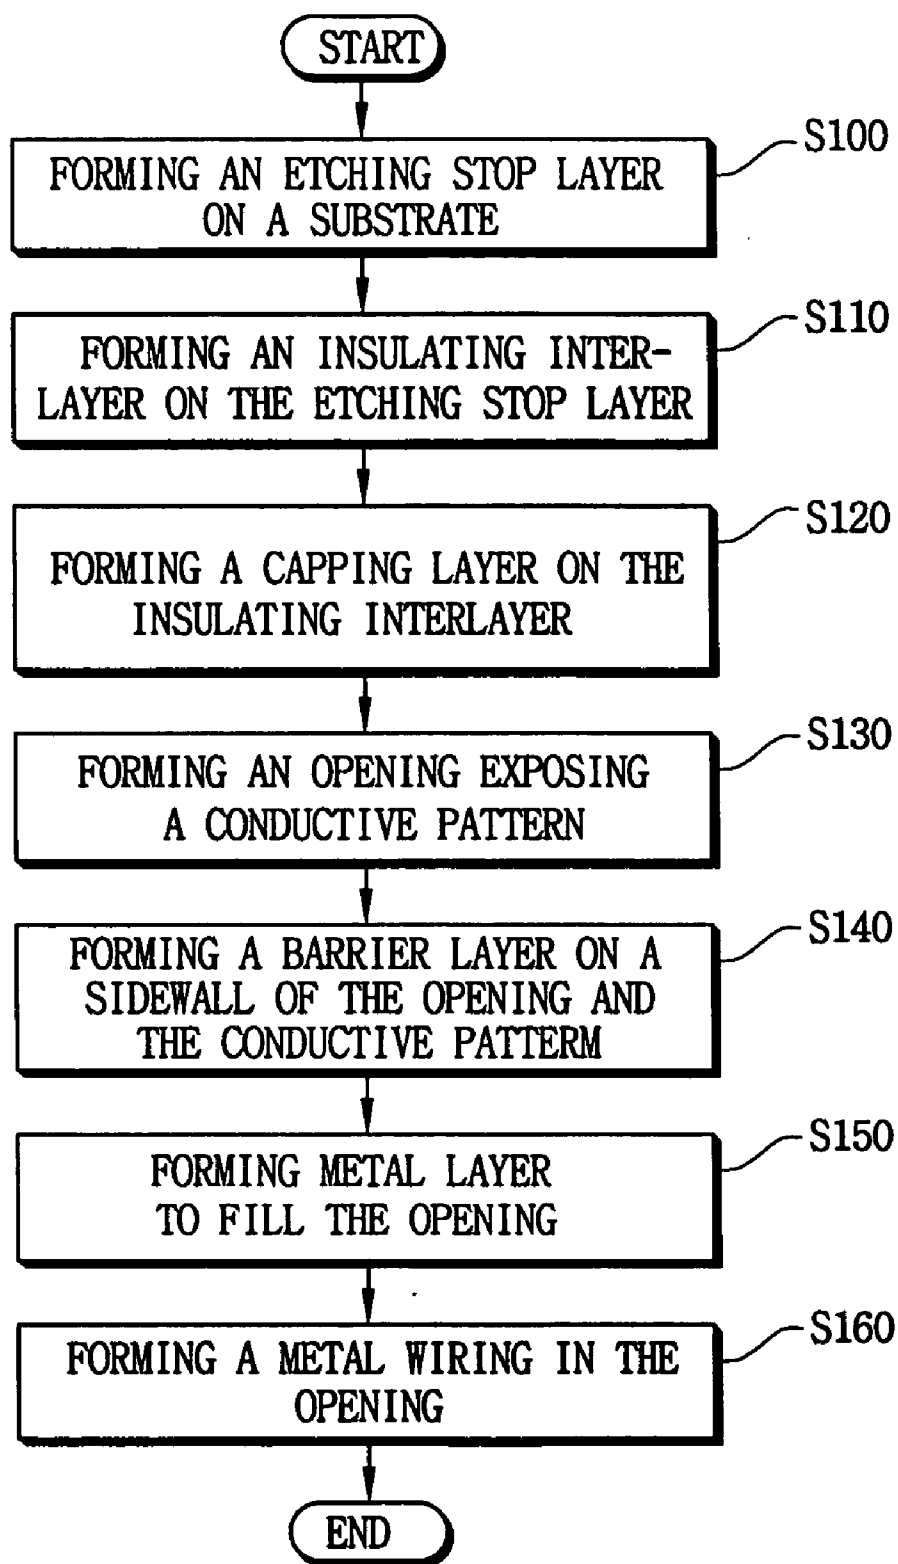 START
S100
FORMING AN ETCHING STOP LAYER
ON A SUBSTRATE
S110
FORMING AN INSULATING INTER-
LAYER ON THE ETCHING STOP LAYER
S120
FORMING A CAPPING LAYER ON THE
INSULATING INTERLAYER
S130
FORMING AN OPENING EXPOSING
A CONDUCTIVE PATTERN
S140
FORMING A BARRIER LAYER ON A
SIDEWALL OF THE OPENING AND
THE CONDUCTIVE PATTERM
S150
FORMING METAL LAYER
TO FILL THE OPENING
S160
FORMING A METAL WIRING IN THE
OPENING
END